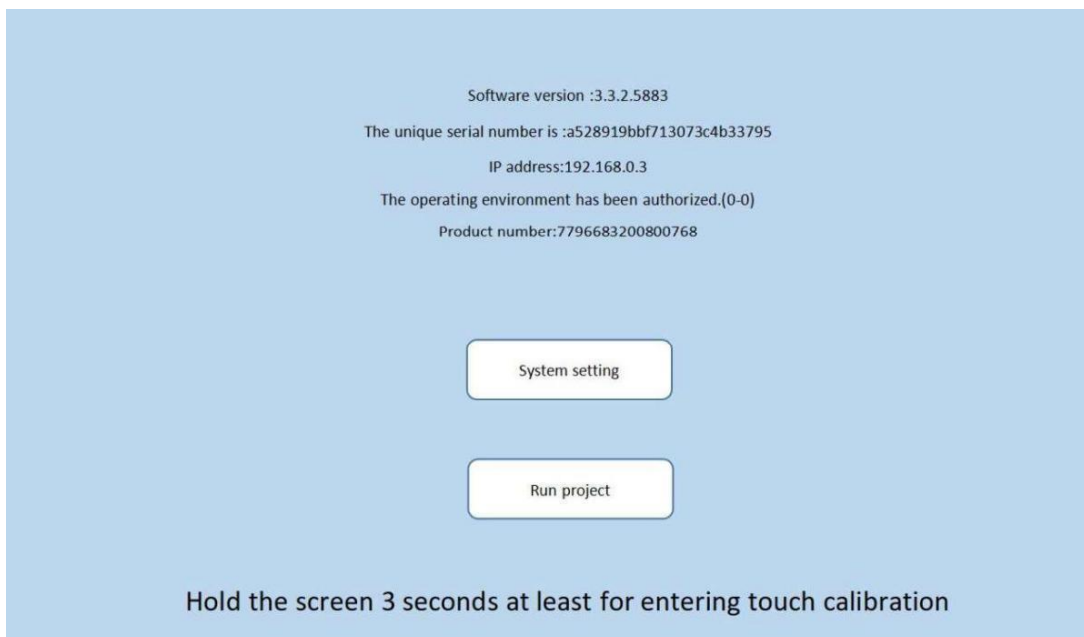 Software version :3.3.2.5883
The unique serial number is :a528919bbf713073c4b33795
IP address:192.168.0.3
The operating environment has been authorized.(0-0)
Product number:7796683200800768
System setting
Run project
Hold the screen 3 seconds at least for entering touch calibration